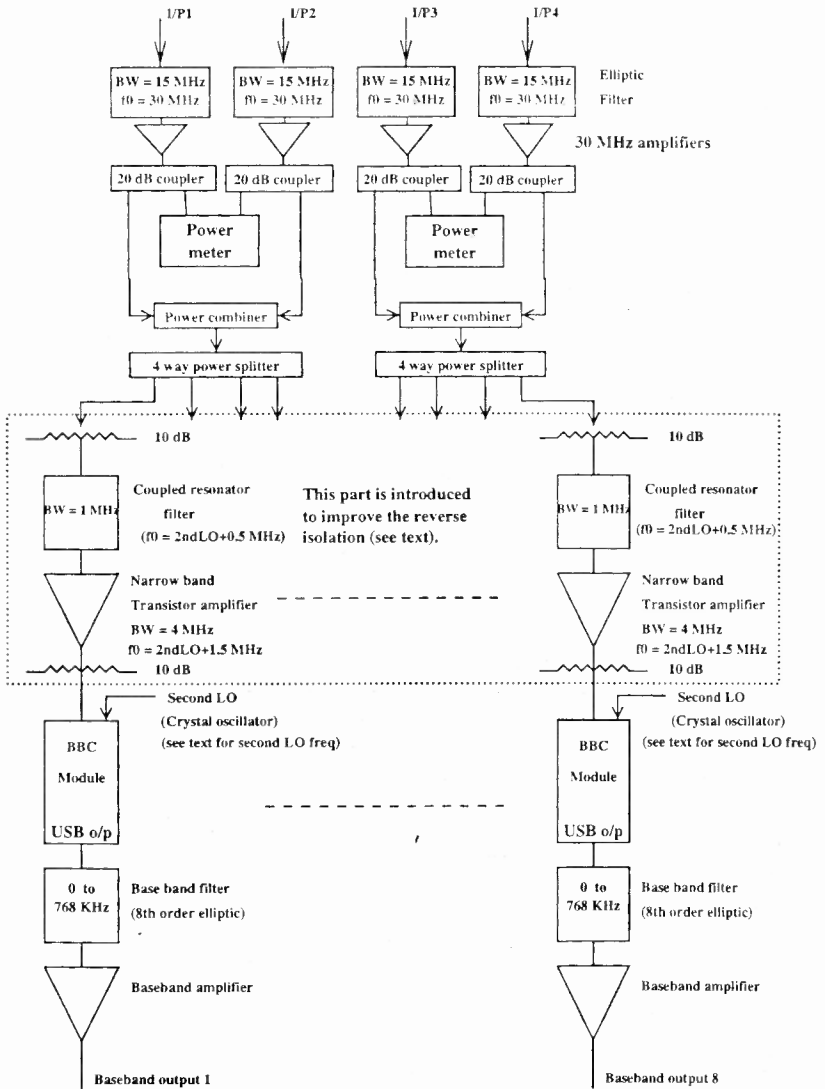 I/P1
I/P2
I/P3
I/P4
BW = 15 MHz
f0 = 30 MHz
BW = 15 MHz
f0 = 30 MHz
BW = 15 MHz
f0 = 30 MHz
BW = 15 MHz
f0 = 30 MHz
Elliptic
Filter
30 MHz amplifiers
20 dB coupler
20 dB coupler
20 dB coupler
20 dB coupler
Power
meter
Power
meter
Power combiner
Power combiner
4 way power splitter
4 way power splitter
10 dB
10 dB
BW = 1 MHz
Coupled resonator
filter
(f0 = 2ndLO+0.5 MHz)
This part is introduced
to improve the reverse
isolation (see text).
BW = 1 MHz
Coupled resonator
filter
(f0 = 2ndLO+0.5 MHz)
Narrow band
Transistor amplifier
BW = 4 MHz
f0 = 2ndLO+1.5 MHz
Narrow band
Transistor amplifier
BW = 4 MHz
f0 = 2ndLO+1.5 MHz
10 dB
10 dB
Second LO
(Crystal oscillator)
(see text for second LO freq)
Second LO
(Crystal oscillator)
(see text for second LO freq)
BBC
Module
USB o/p
BBC
Module
USB o/p
0 to
768 KHz
Base band filter
(8th order elliptic)
0 to
768 KHz
Base band filter
(8th order elliptic)
Baseband amplifier
Baseband amplifier
Baseband output 1
Baseband output 8